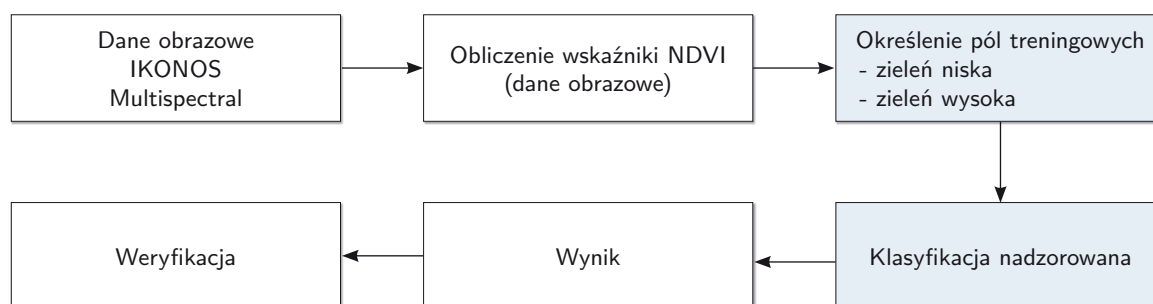 Dane obrazowe
IKONOS
Multispectral
Obliczenie wskaźniki NDVI
(dane obrazowe)
Określenie pól treningowych
- zieleń niska
- zieleń wysoka
Klasyfikacja nadzorowana
Wynik
Weryfikacja